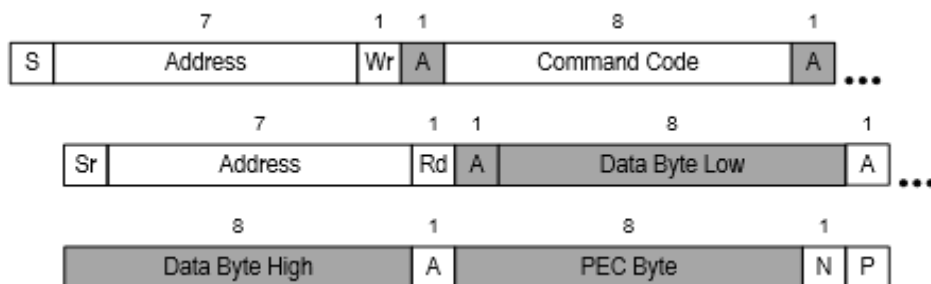 7 1 1 8 1
S Address Wr A Command Code A •••
7 1 1 8 1
Sr Address Rd A Data Byte Low A •••
8 1 8 1
Data Byte High A PEC Byte N P